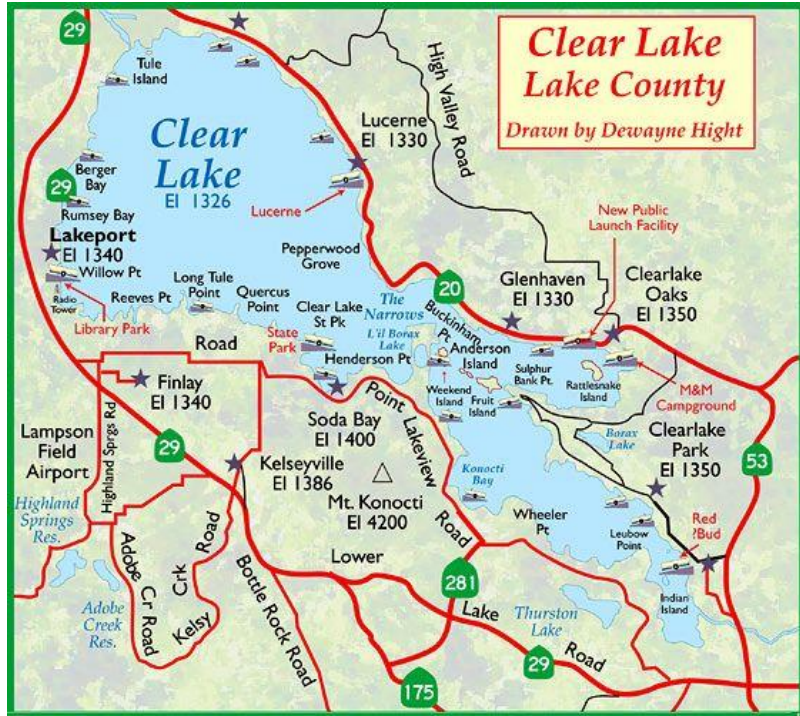 29
Clear Lake
Lake County
Drawn by Dewayne Hight
Tule
Island
High Valley Road
Clear
Lake
El 1326
Lucerne
El 1330
Berger
Bay
29
Rumsey Bay
Lakeport
El 1340
Willow Pt
Radio
Tower
Library Park
Lucerne
New Public
Launch Facility
Pepperwood
Grove
20
Glenhaven
El 1330
Clearlake
Oaks
El 1350
Reeves Pt
Long Tule
Point
Quercus
Point
Clear Lake
St Pk
The
Narrows
Buckingham
Pt
L'il Borax
Lake
State
Park
Henderson Pt
Anderson
Island
Sulphur
Bank Pt.
Rattlesnake
Island
M&M
Campground
Road
Finlay
El 1340
Weekend
Island
Fruit
Island
Soda Bay
El 1400
Point Lakeview
Road
Borax
Lake
Clearlake
Park
El 1350
53
Lampson
Field
Airport
Highland Sprgs Rd
29
Kelseyville
El 1386
Mt. Konocti
El 4200
Konocti
Bay
Wheeler
Pt
Leubow
Point
Red
?Bud
Highland
Springs
Res.
Adobe
Cr Road
Kelsy
Crk
Road
Bottle Rock Road
Lower
Lake
Road
281
Adobe
Creek
Res.
Thurston
Lake
Indian
Island
29
175